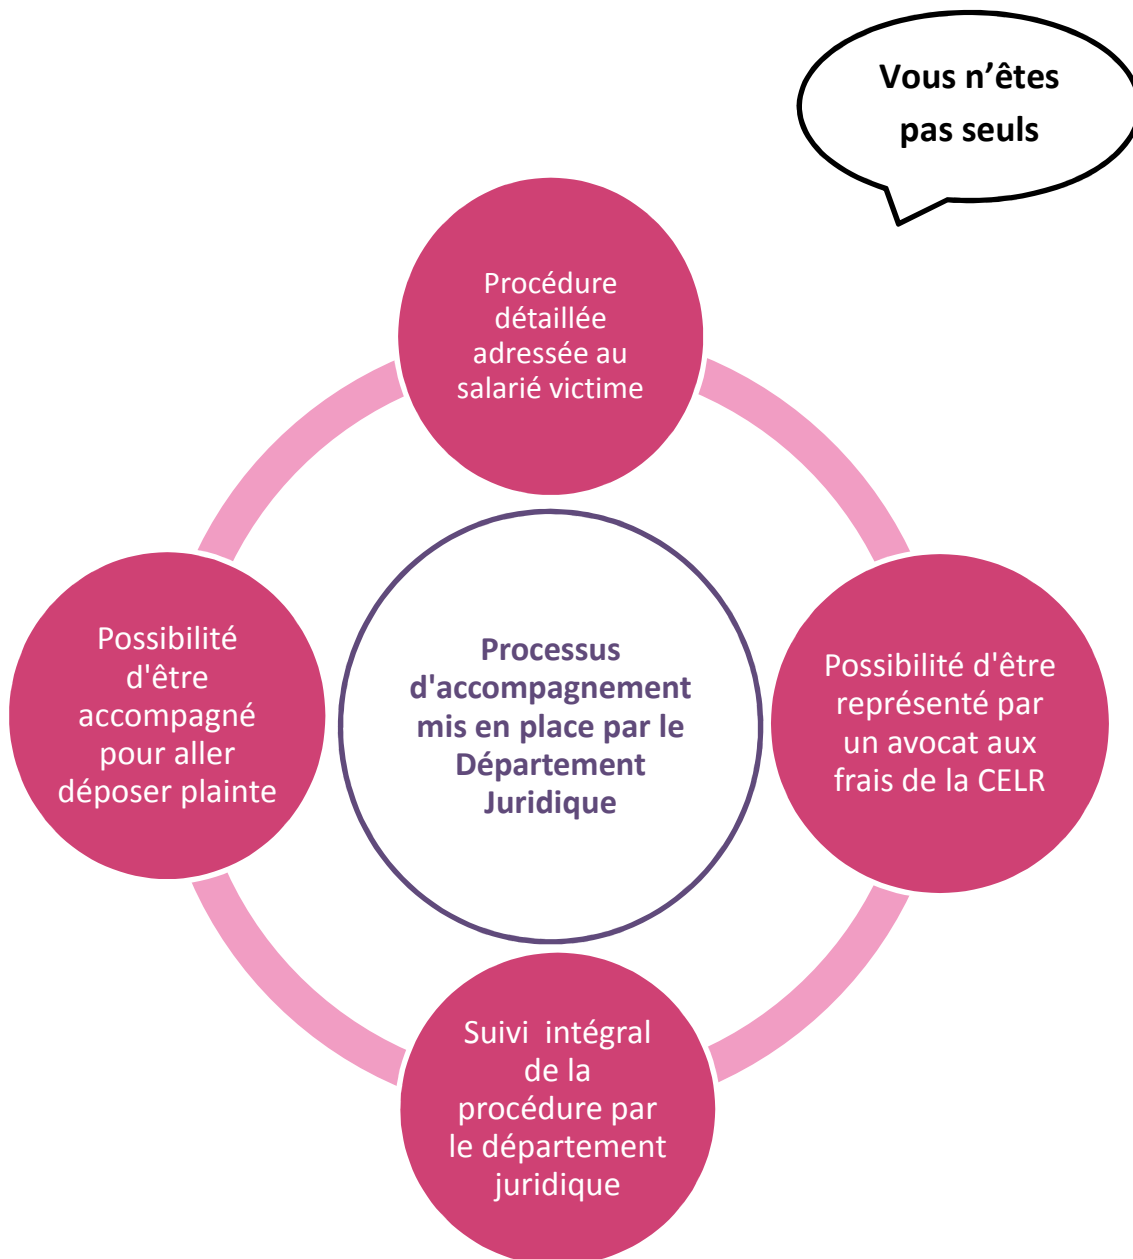 Vous n’êtes
pas seuls
Procédure
détaillée
adressée au
salarié victime
Possibilité
d'être
accompagné
pour aller
déposer plainte
Processus
d'accompagnement
mis en place par le
Département
Juridique
Possibilité d'être
représenté par
un avocat aux
frais de la CELR
Suivi  intégral
de la
procédure par
le département
juridique